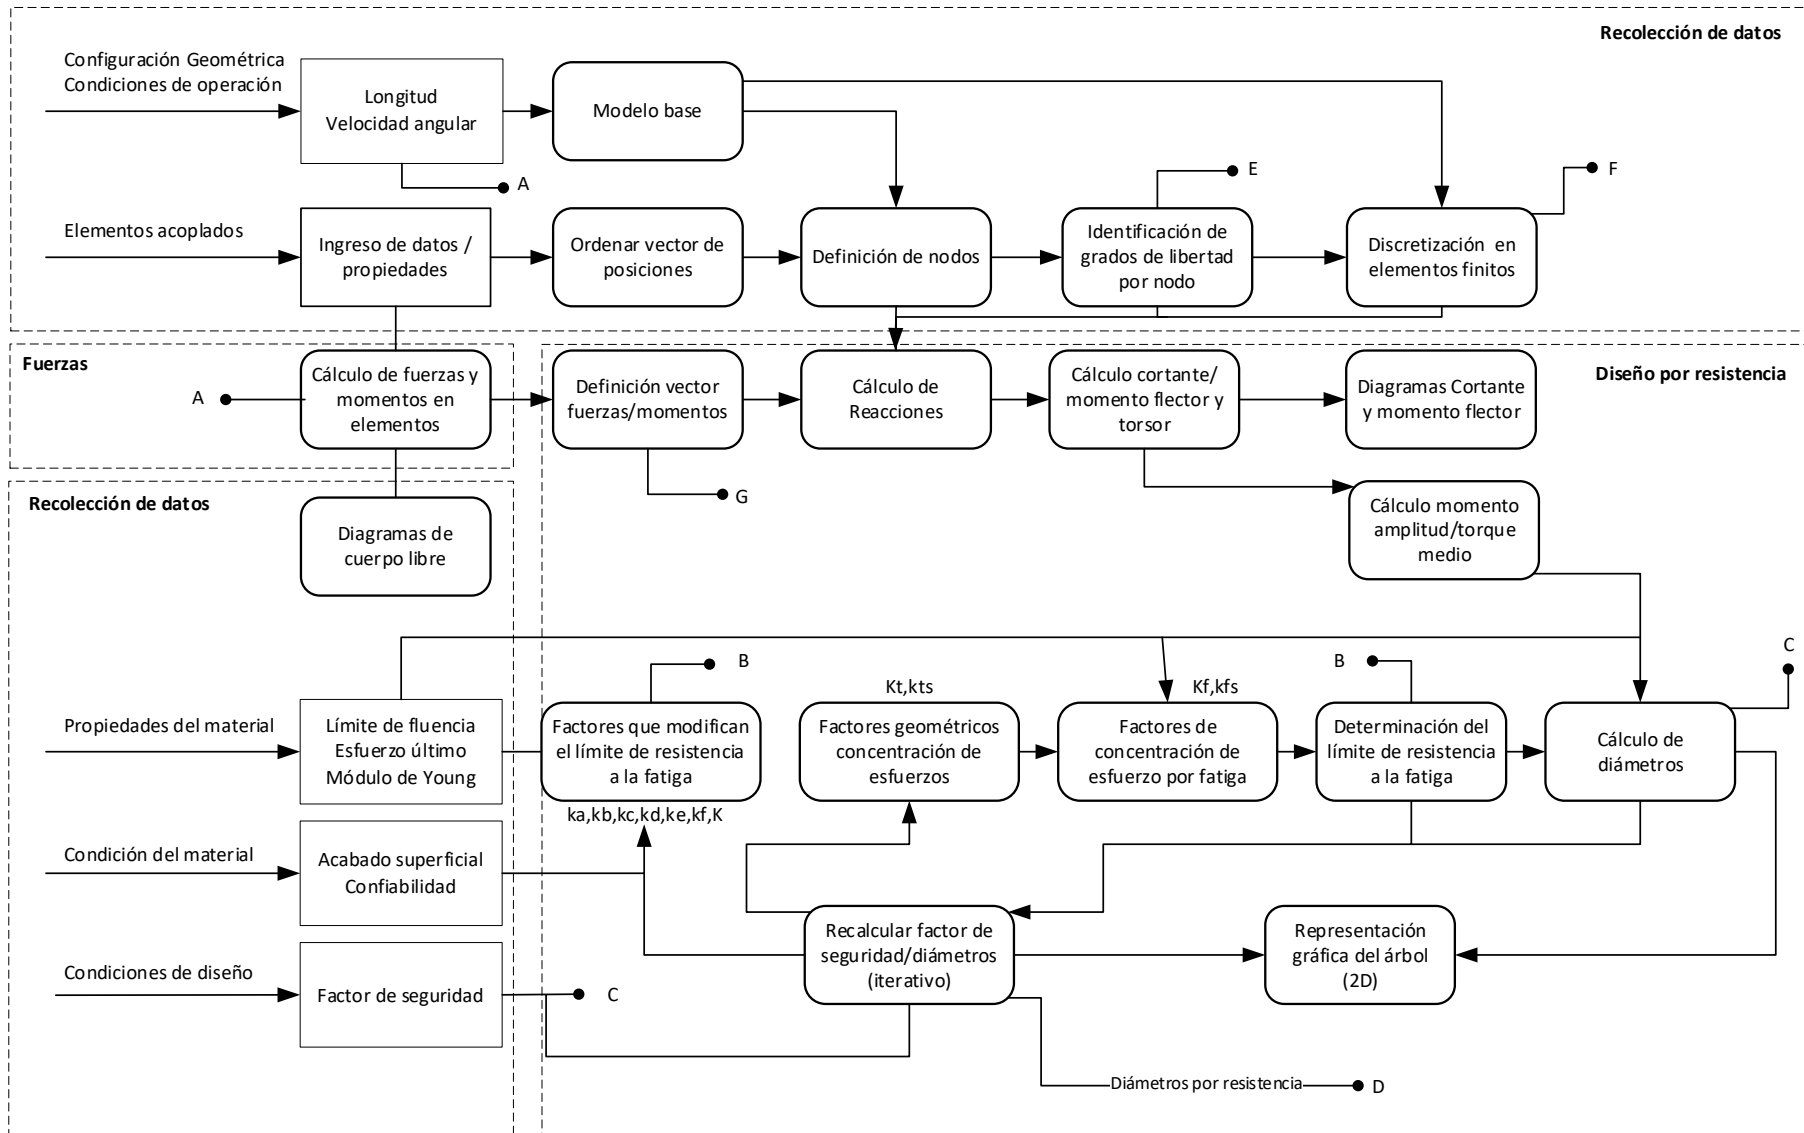 Recolección de datos
Configuración Geométrica
Condiciones de operación
Longitud
Velocidad angular
Modelo base
A
E
F
Elementos acoplados
Ingreso de datos /
propiedades
Ordenar vector de
posiciones
Definición de nodos
Identificación de
grados de libertad
por nodo
Discretización en
elementos finitos
Fuerzas
A
Cálculo de fuerzas y
momentos en
elementos
Diseño por resistencia
Definición vector
fuerzas/momentos
Cálculo de
Reacciones
Cálculo cortante/
momento flector y
torsor
Diagramas Cortante
y momento flector
G
Cálculo momento
amplitud/torque
medio
Recolección de datos
Diagramas de
cuerpo libre
B
Kt,kts
Kf,kfs
B
C
Propiedades del material
Límite de fluencia
Esfuerzo último
Módulo de Young
Factores que modifican
el límite de resistencia
a la fatiga
Factores geométricos
concentración de
esfuerzos
Factores de
concentración de
esfuerzo por fatiga
Determinación del
límite de resistencia
a la fatiga
Cálculo de
diámetros
ka,kb,kc,kd,ke,kf,K
Condición del material
Acabado superficial
Confiabilidad
Recalcular factor de
seguridad/diámetros
(iterativo)
Representación
gráfica del árbol
(2D)
Condiciones de diseño
Factor de seguridad
C
Diámetros por resistencia
D